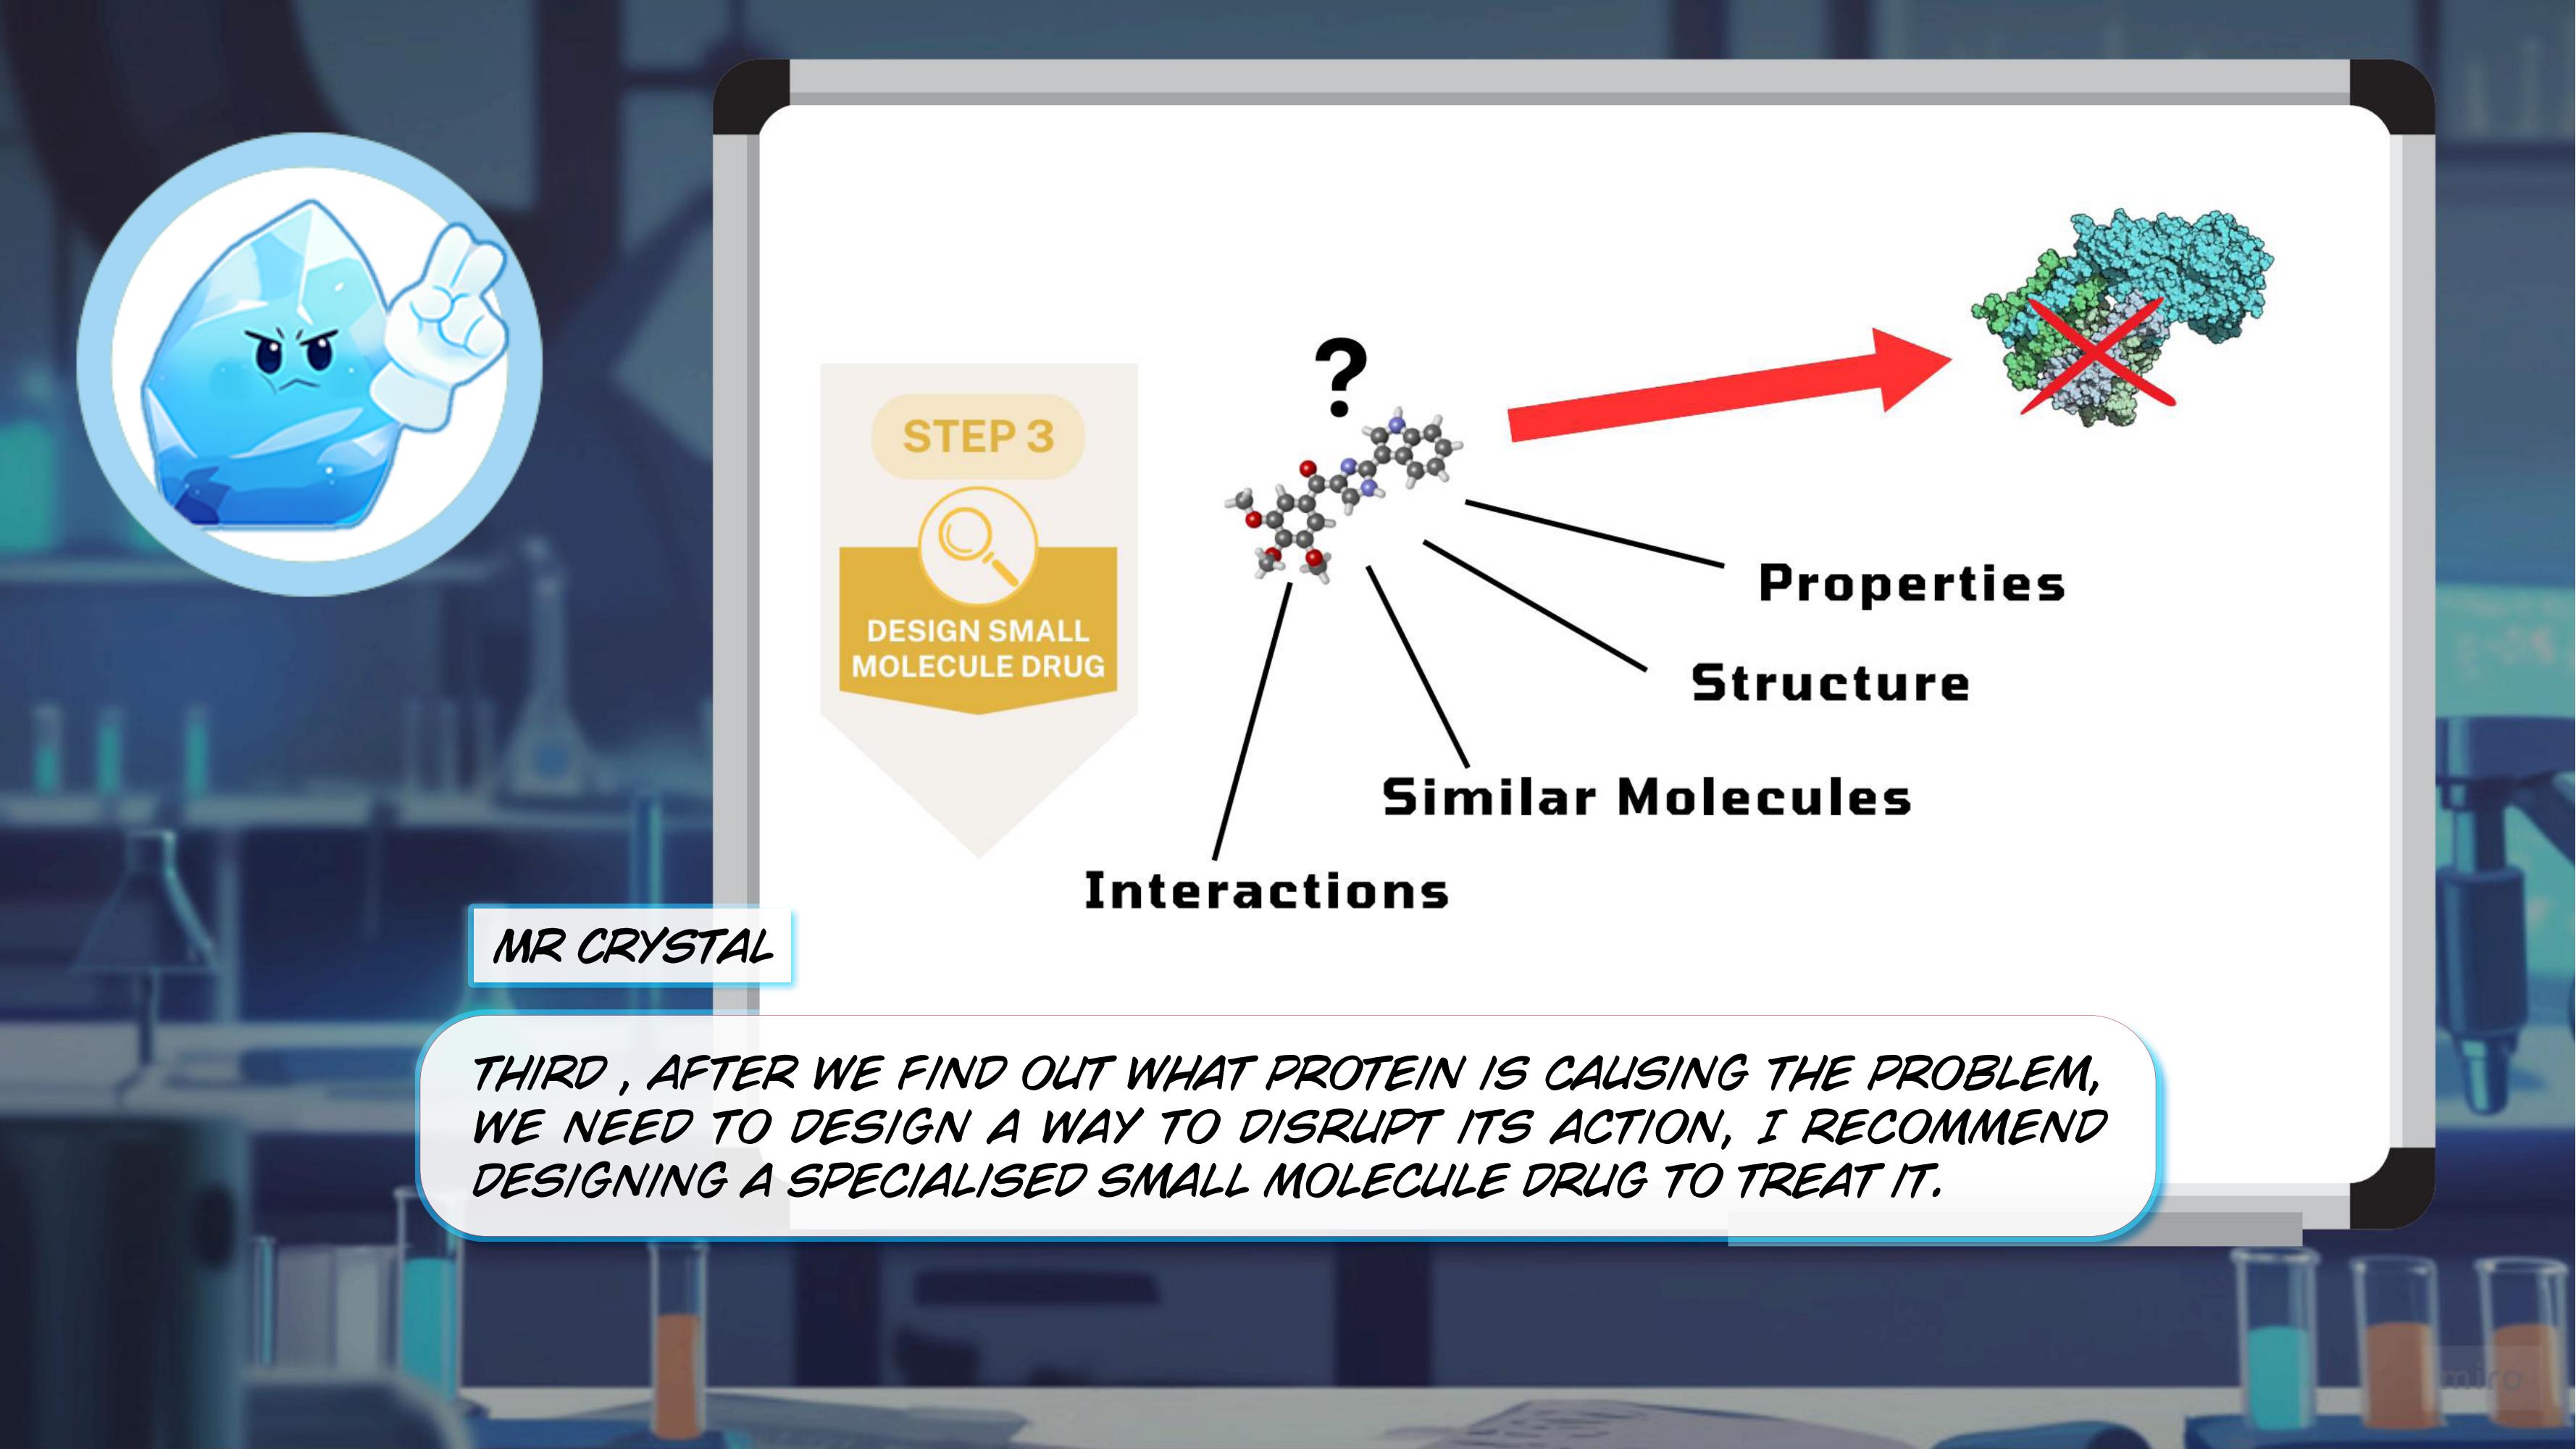 ?
STEP 3
DESIGN SMALL
MOLECULE DRUG
Properties
Structure
Similar Molecules
Interactions
MR CRYSTAL
THIRD , AFTER WE FIND OUT WHAT PROTEIN IS CAUSING THE PROBLEM,
WE NEED TO DESIGN A WAY TO DISRUPT ITS ACTION, I RECOMMEND
DESIGNING A SPECIALISED SMALL MOLECULE DRUG TO TREAT IT.
miro